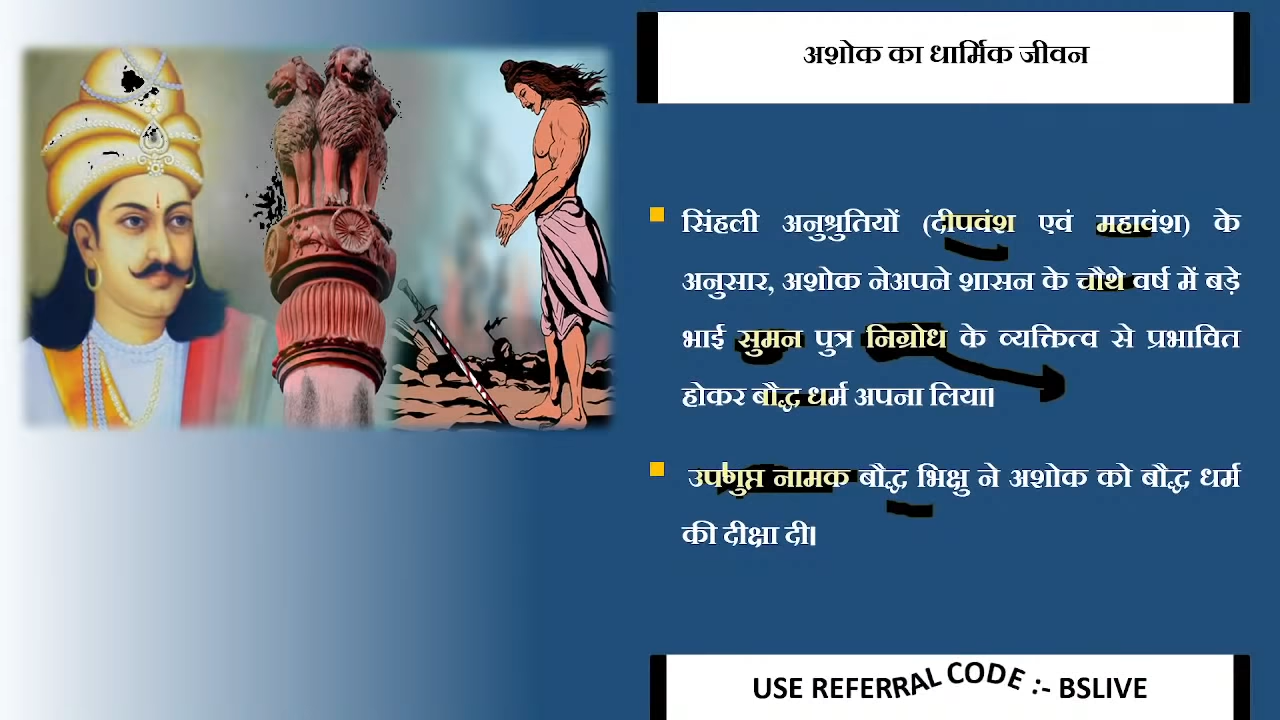 अशोक का धार्मिक जीवन
सिंहली अनुश्रुतियों (दीपवंश एवं महावंश) के
अनुसार, अशोक नेअपने शासन के चौथे वर्ष में बड़े
भाई सुमन पुत्र निग्रोध के व्यक्तित्व से प्रभावित
होकर बौद्ध धर्म अपना लिया।
उपगुप्त नामक बौद्ध भिक्षु ने अशोक को बौद्ध धर्म
की दीक्षा दी।
USE REFERRAL CODE :- BSLIVE